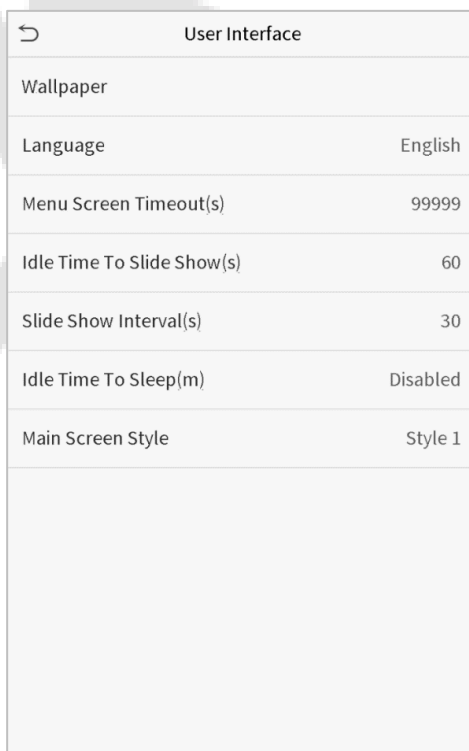 User Interface
Wallpaper
Language English
Menu Screen Timeout(s) 99999
Idle Time To Slide Show(s) 60
Slide Show Interval(s) 30
Idle Time To Sleep(m) Disabled
Main Screen Style Style 1